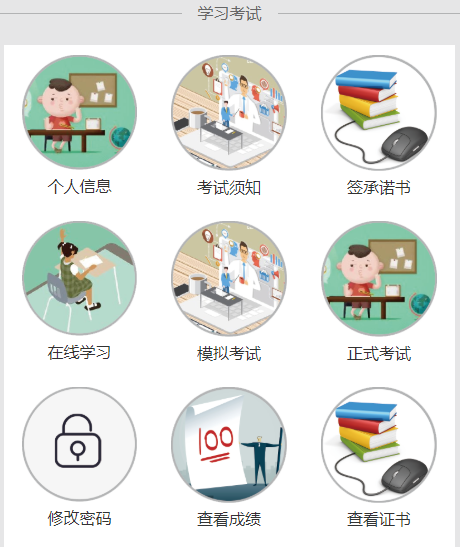 学习考试
个人信息
考试须知
签承诺书
在线学习
模拟考试
正式考试
修改密码
100
查看成绩
查看证书